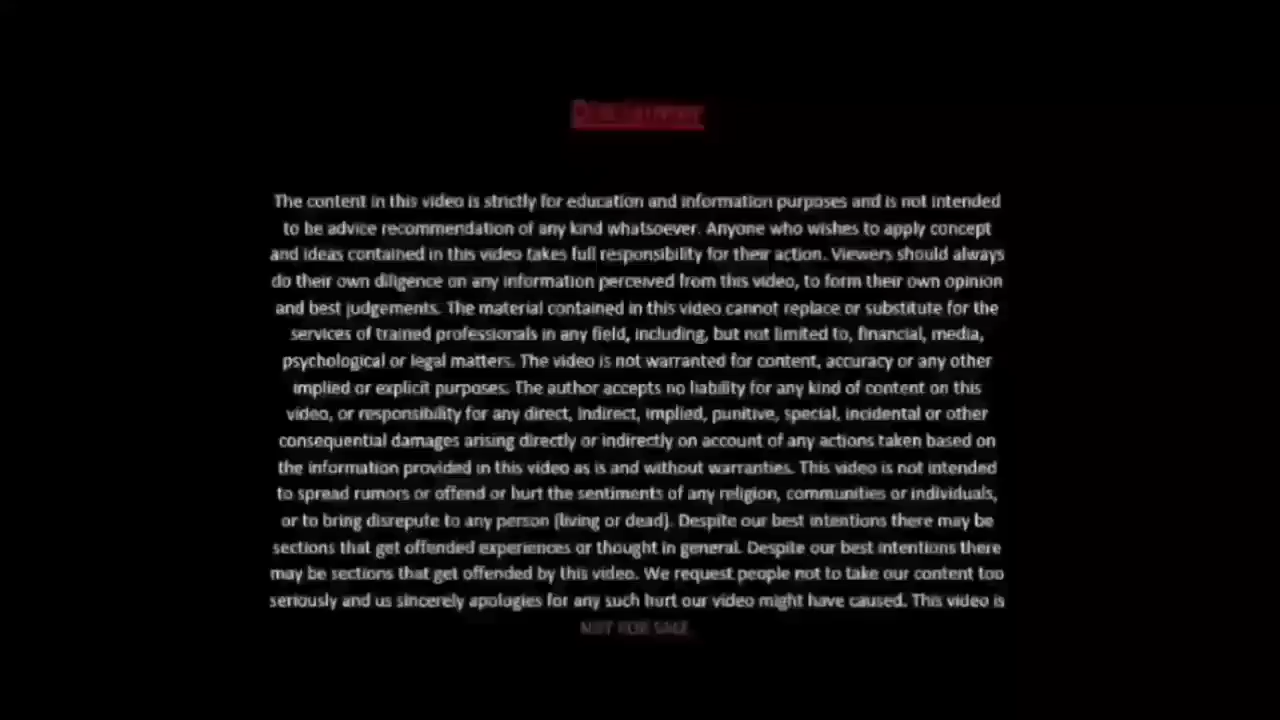 Disclaimer
The content in this video is strictly for education and information purposes and is not intended
to be advice recommendation of any kind whatsoever. Anyone who wishes to apply concept
and ideas contained in this video takes full responsibility for their action. Viewers should always
do their own diligence on any information perceived from this video, to form their own opinion
and best judgements. The material contained in this video cannot replace or substitute for the
services of trained professionals in any field, including, but not limited to, financial, media,
psychological or legal matters. The video is not warranted for content, accuracy or any other
implied or explicit purposes. The author accepts no liability for any kind of content on this
video, or responsibility for any direct, indirect, implied, punitive, special, incidental or other
consequential damages arising directly or indirectly on account of any actions taken based on
the information provided in this video as is and without warranties. This video is not intended
to spread rumors or offend or hurt the sentiments of any religion, communities or individuals,
or to bring disrepute to any person (living or dead). Despite our best intentions there may be
sections that get offended experiences or thought in general. Despite our best intentions there
may be sections that get offended by this video. We request people not to take our content too
seriously and us sincerely apologies for any such hurt our video might have caused. This video is
NOT FOR SALE